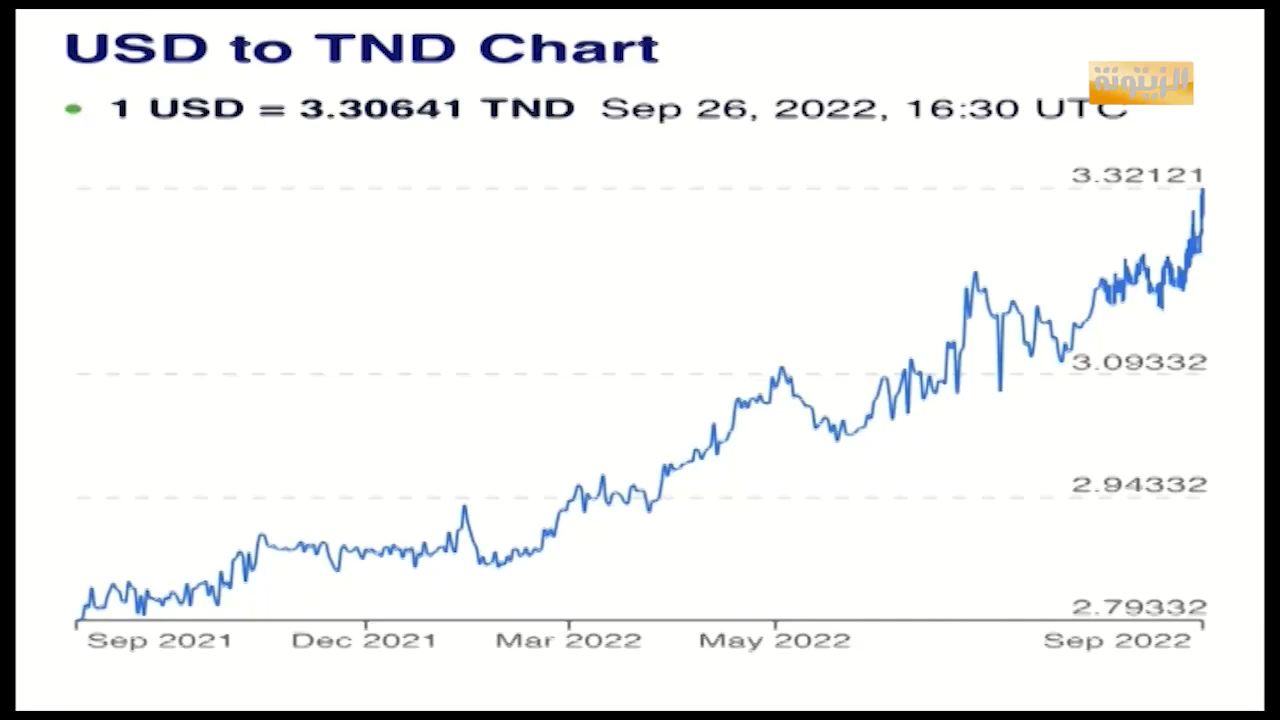 USD to TND Chart
الزيتونة
1 USD = 3.30641 TND Sep 26, 2022, 16:30 UTC
3.32121
3.09332
2.94332
2.79332
Sep 2021 Dec 2021 Mar 2022 May 2022 Sep 2022